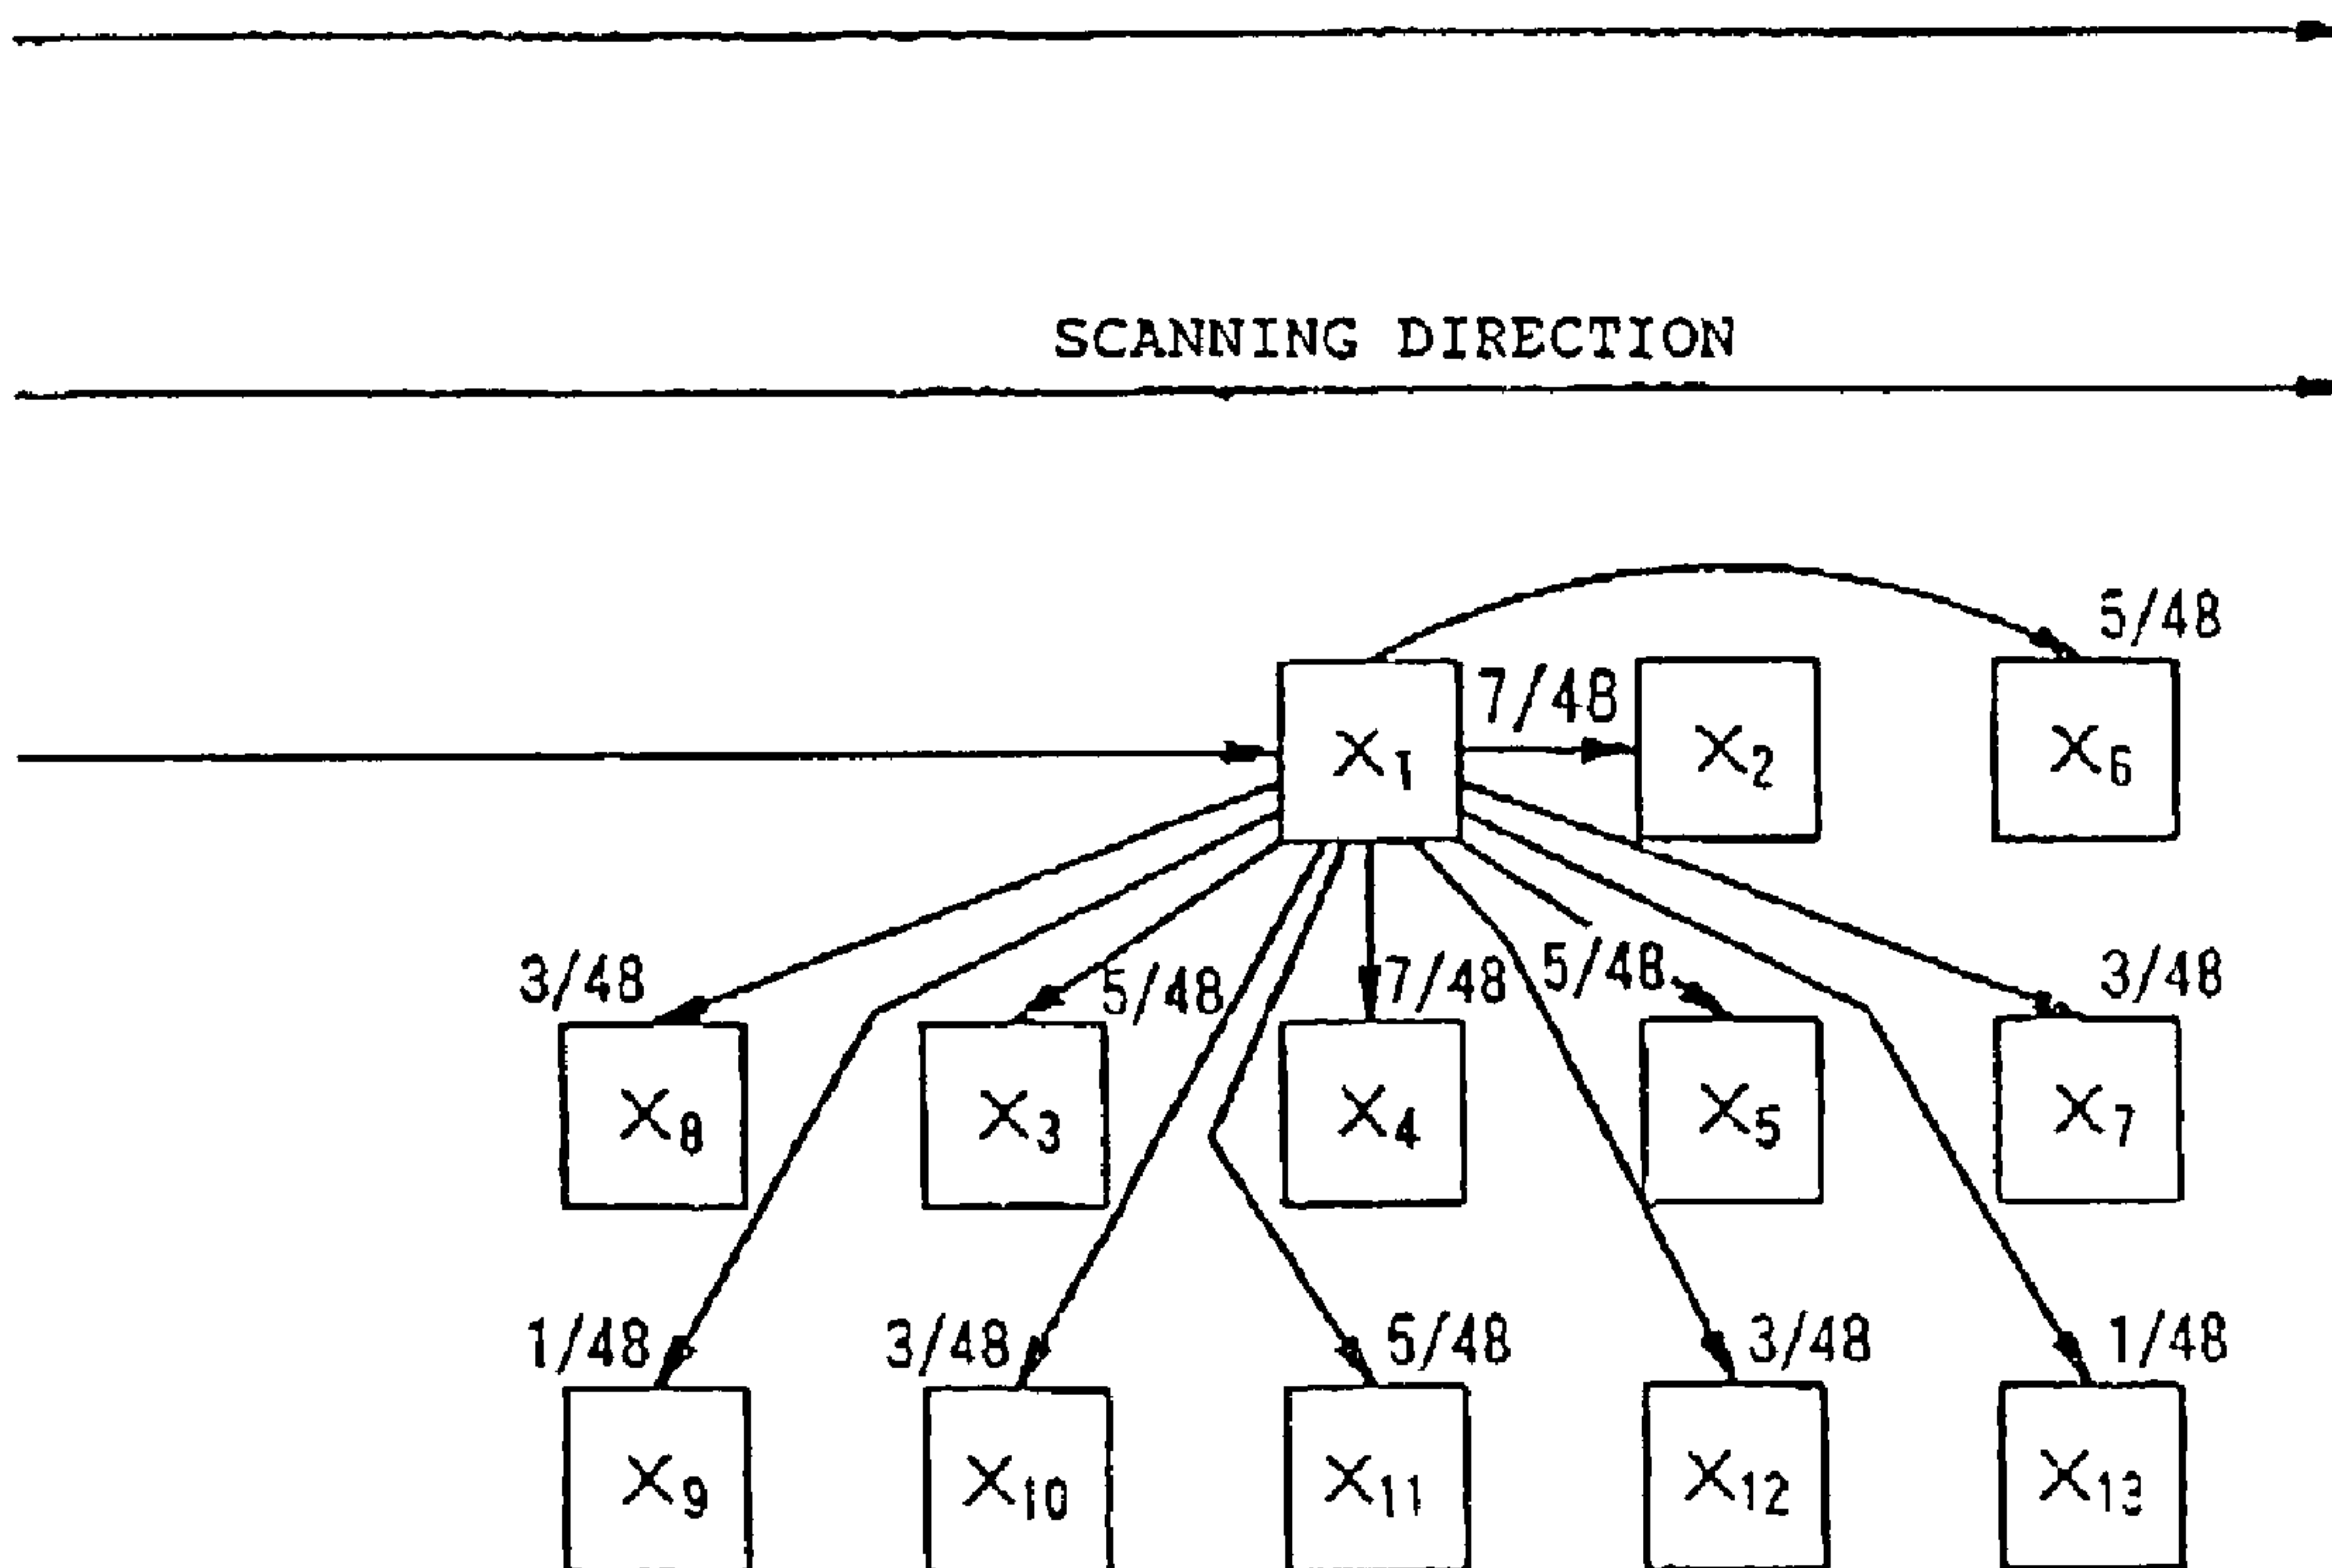 SCANNING DIRECTION
5/48
7/48
X1 X2 X6
3/48 5/48 7/48 5/48 3/48
X8 X3 X4 X5 X7
1/48 3/48 5/48 3/48 1/48
X9 X10 X11 X12 X13